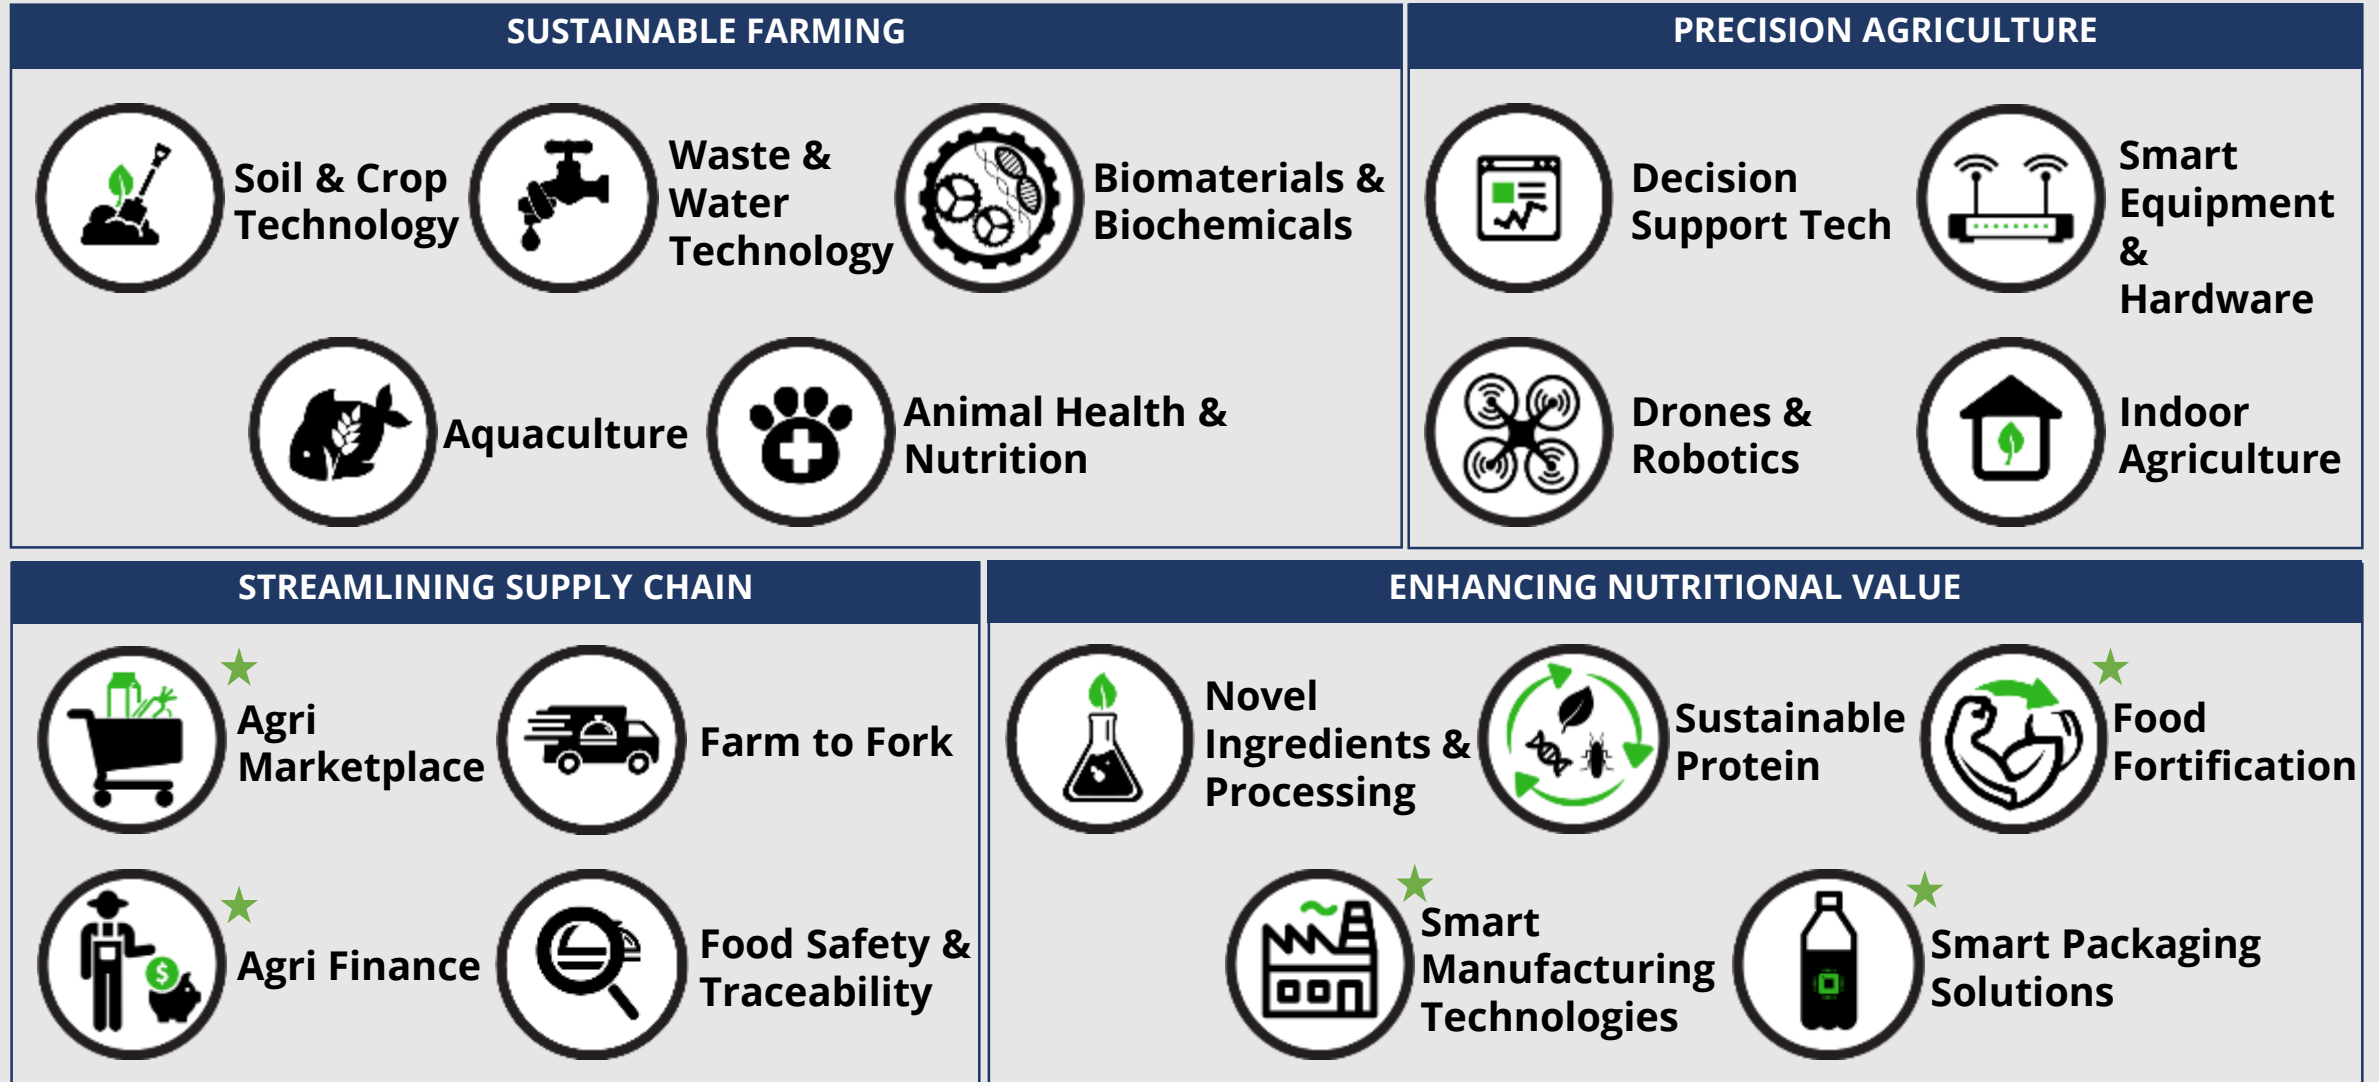 SUSTAINABLE FARMING
Soil & Crop
Technology
Waste &
Water
Technology
Biomaterials &
Biochemicals
Aquaculture
Animal Health &
Nutrition
PRECISION AGRICULTURE
Decision
Support Tech
Smart
Equipment
&
Hardware
Drones &
Robotics
Indoor
Agriculture
STREAMLINING SUPPLY CHAIN
Agri
Marketplace
Farm to Fork
Agri Finance
$
Food Safety &
Traceability
ENHANCING NUTRITIONAL VALUE
Novel
Ingredients &
Processing
Sustainable
Protein
Food
Fortification
Smart
Manufacturing
Technologies
Smart Packaging
Solutions